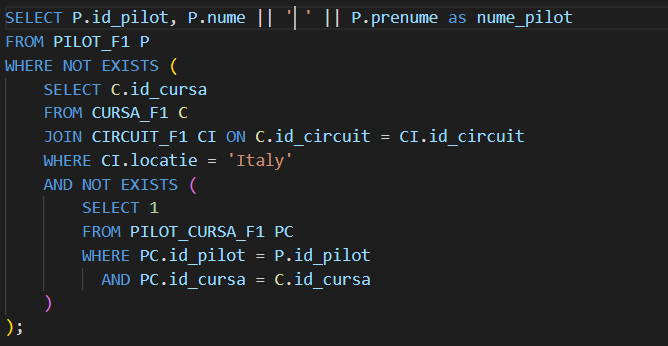 SELECT P.id_pilot, P.nume || ' ' || P.prenume as nume_pilot
FROM PILOT_F1 P
WHERE NOT EXISTS (
    SELECT C.id_cursa
    FROM CURSA_F1 C
    JOIN CIRCUIT_F1 CI ON C.id_circuit = CI.id_circuit
    WHERE CI.locatie = 'Italy'
    AND NOT EXISTS (
        SELECT 1
        FROM PILOT_CURSA_F1 PC
        WHERE PC.id_pilot = P.id_pilot
          AND PC.id_cursa = C.id_cursa
    )
);